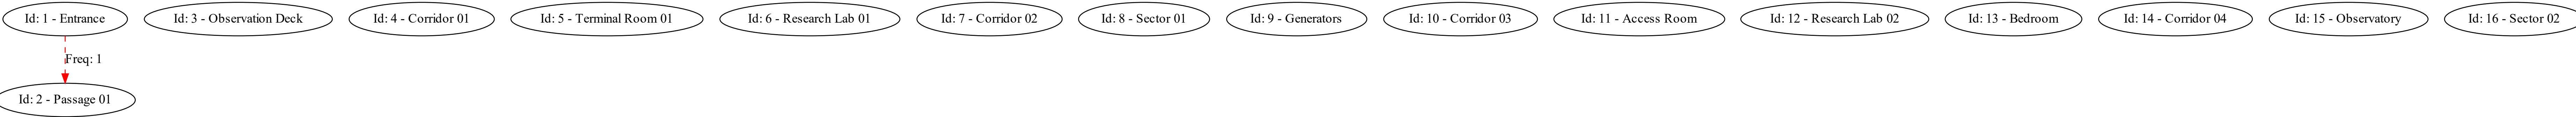 Id: 1 - Entrance
Id: 3 - Observation Deck
Id: 4 - Corridor 01
Id: 5 - Terminal Room 01
Id: 6 - Research Lab 01
Id: 7 - Corridor 02
Id: 8 - Sector 01
Id: 9 - Generators
Id: 10 - Corridor 03
Id: 11 - Access Room
Id: 12 - Research Lab 02
Id: 13 - Bedroom
Id: 14 - Corridor 04
Id: 15 - Observatory
Id: 16 - Sector 02
Freq: 1
Id: 2 - Passage 01